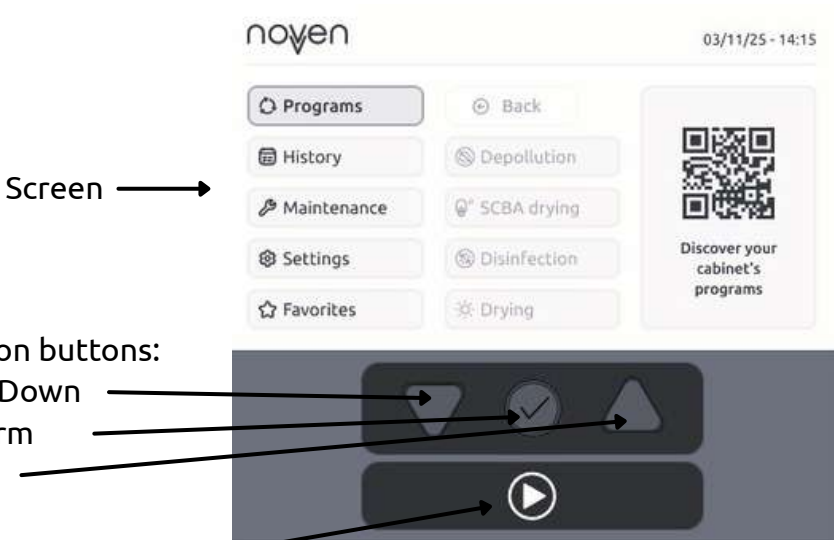 noven
03/11/25 - 14:15
Programs
Back
History
Depollution
Screen
Maintenance
SCBA drying
Settings
Disinfection
Discover your
cabinet's
programs
Favorites
Drying
on buttons:
Down
rm